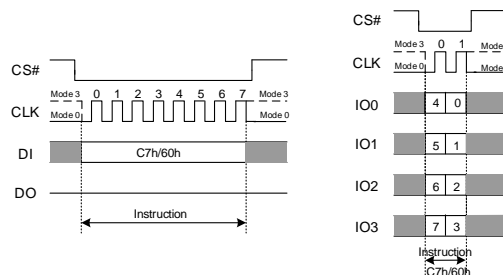 CS#
Mode 3 0 1 2 3 4 5 6 7 Mode 3
CLK
Mode 0 Mode 0
DI C7h/60h
DO
Instruction
CS#
Mode 3 0 1 Mode
CLK
Mode 0 Mode
IO0 4 0
IO1 5 1
IO2 6 2
IO3 7 3
Instruction
C7h/60h